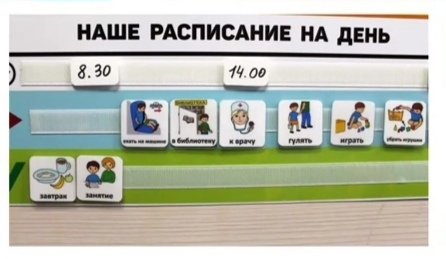 НАШЕ РАСПИСАНИЕ НА ДЕНЬ
8.30 14.00
БИБЛИОТЕКА
ехать на машине в библиотеку к врачу гулять играть убрать игрушки
завтрак занятие